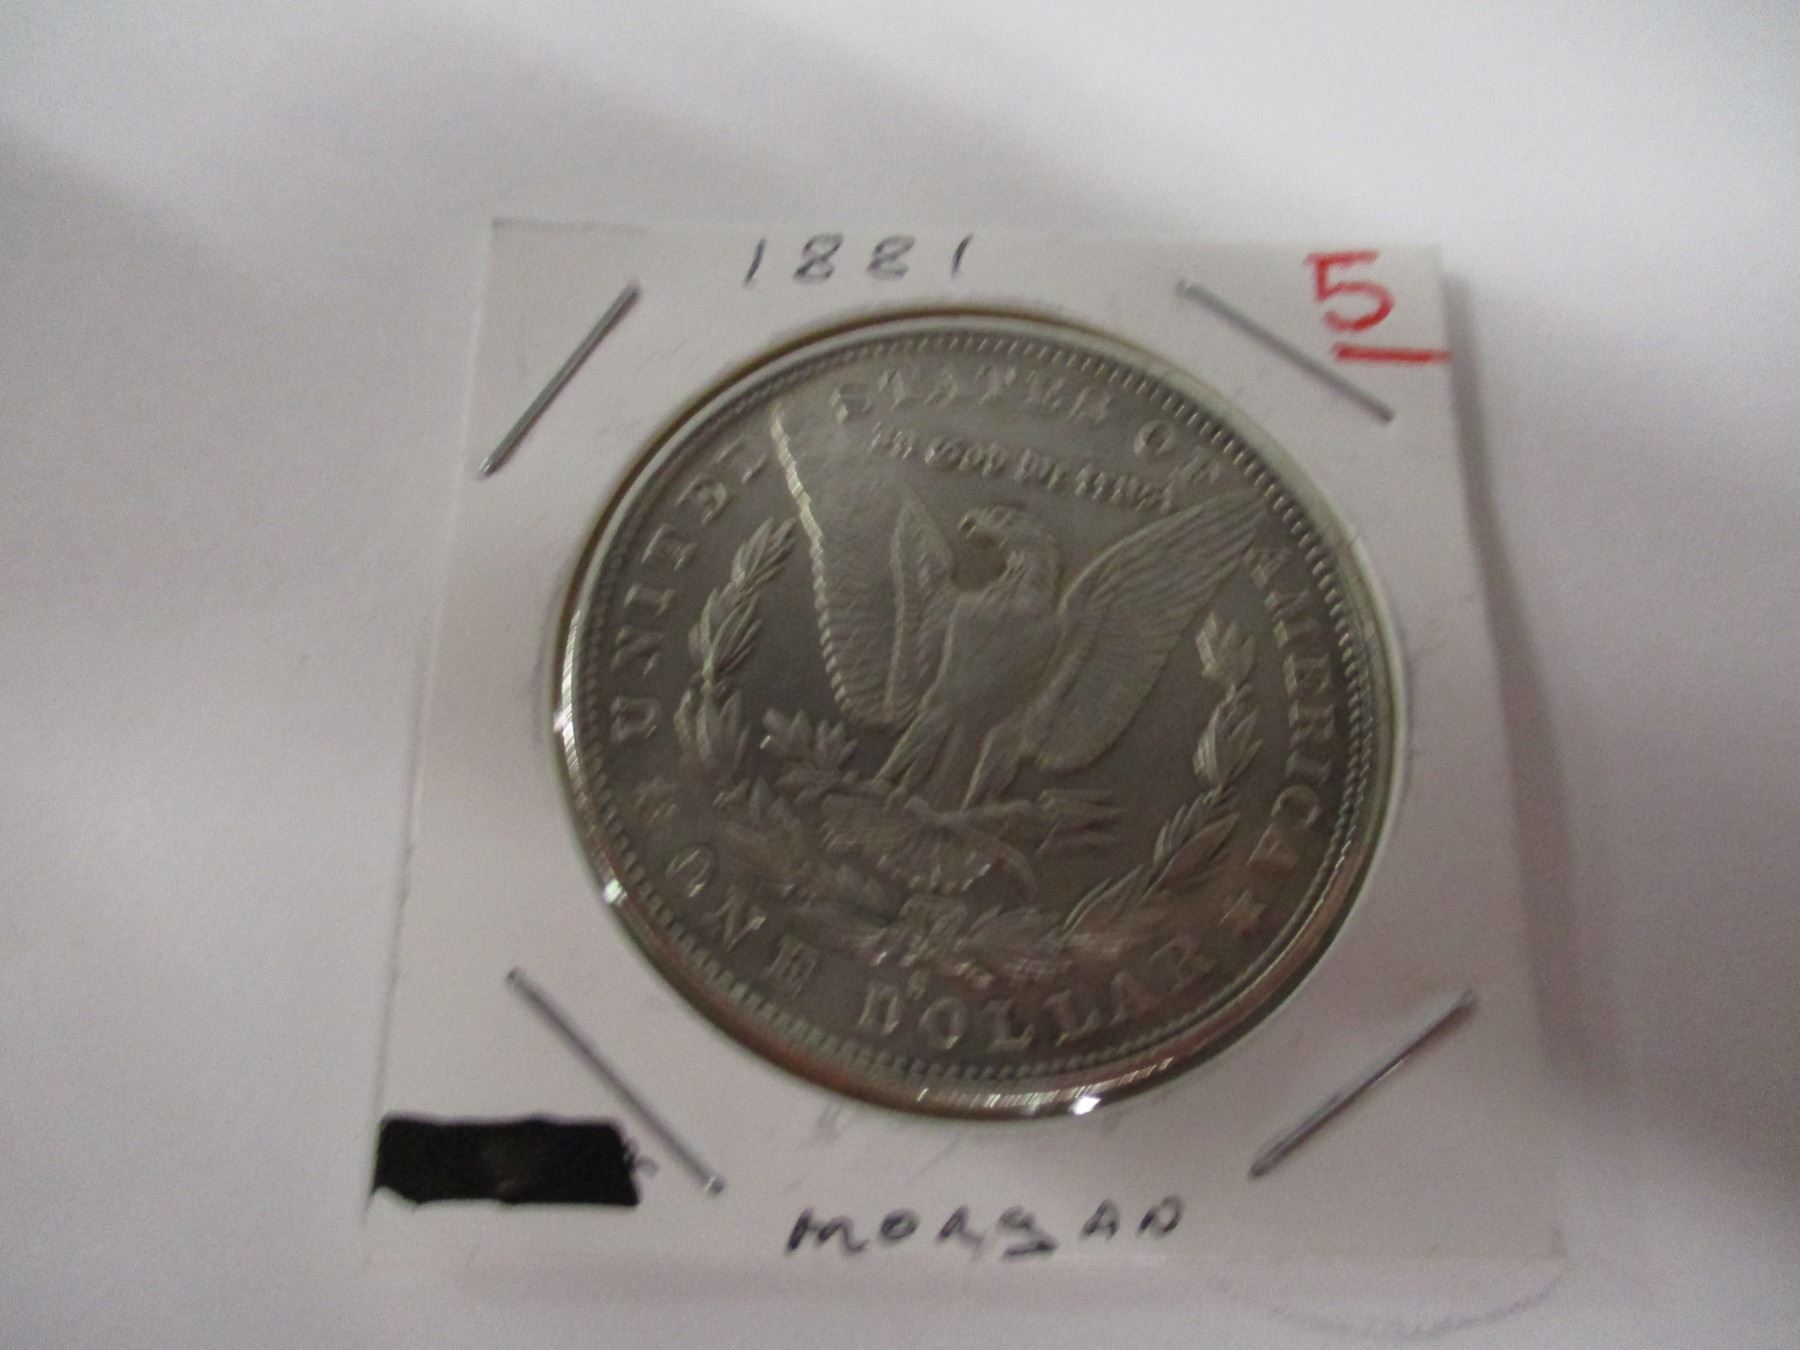 1881
5
UNITED STATES OF AMERICA
In God we trust
S
ONE DOLLAR
MORgAN